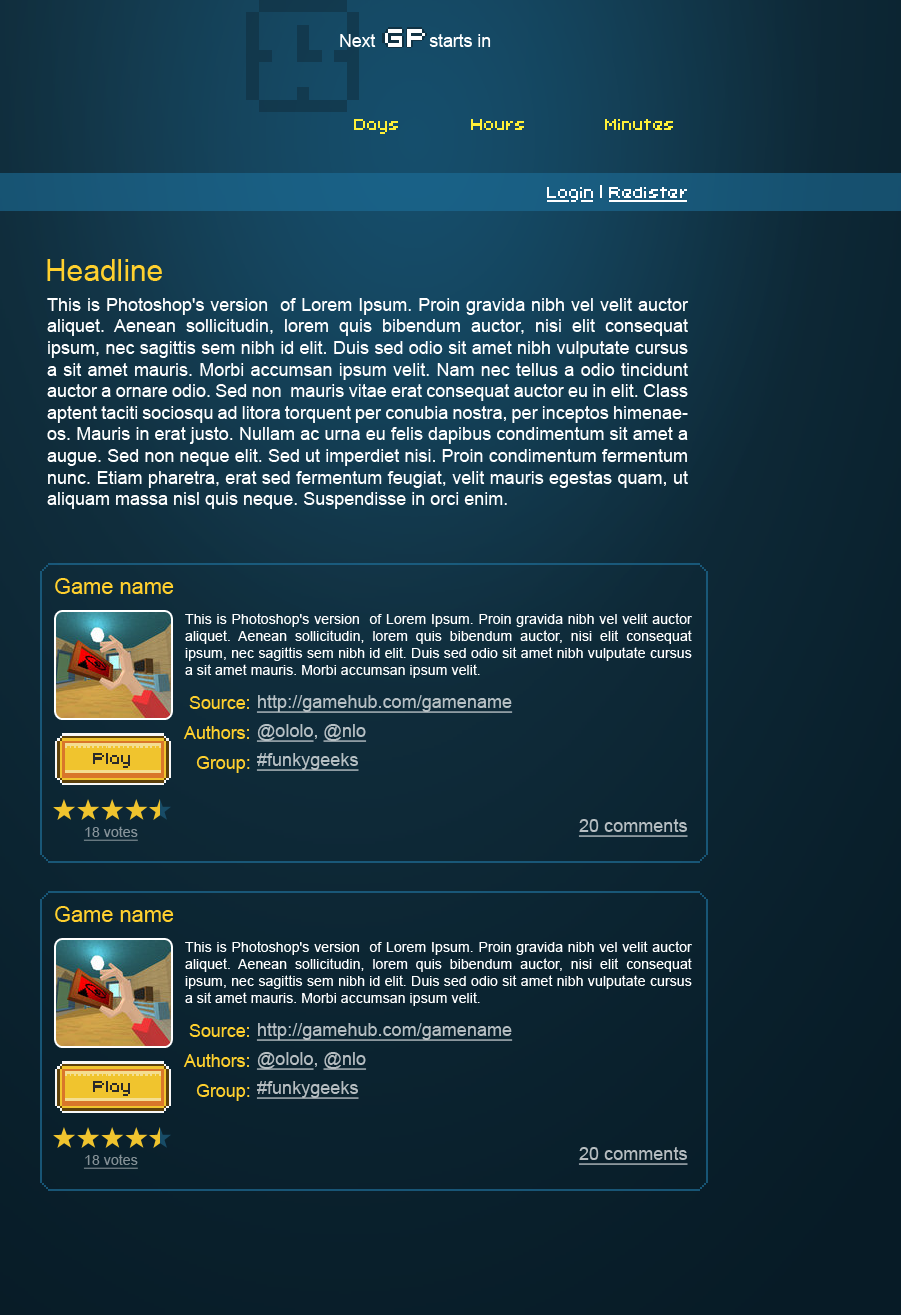 Next GP starts in
Days Hours Minutes
Login | Redister
Headline
This is Photoshop's version  of Lorem Ipsum. Proin gravida nibh vel velit auctor
aliquet. Aenean sollicitudin, lorem quis bibendum auctor, nisi elit consequat
ipsum, nec sagittis sem nibh id elit. Duis sed odio sit amet nibh vulputate cursus
a sit amet mauris. Morbi accumsan ipsum velit. Nam nec tellus a odio tincidunt
auctor a ornare odio. Sed non  mauris vitae erat consequat auctor eu in elit. Class
aptent taciti sociosqu ad litora torquent per conubia nostra, per inceptos himenae-
os. Mauris in erat justo. Nullam ac urna eu felis dapibus condimentum sit amet a
augue. Sed non neque elit. Sed ut imperdiet nisi. Proin condimentum fermentum
nunc. Etiam pharetra, erat sed fermentum feugiat, velit mauris egestas quam, ut
aliquam massa nisl quis neque. Suspendisse in orci enim.
Game name
This is Photoshop's version  of Lorem Ipsum. Proin gravida nibh vel velit auctor
aliquet. Aenean sollicitudin, lorem quis bibendum auctor, nisi elit consequat
ipsum, nec sagittis sem nibh id elit. Duis sed odio sit amet nibh vulputate cursus
a sit amet mauris. Morbi accumsan ipsum velit.
Source: http://gamehub.com/gamename
Authors: @ololo, @nlo
Group: #funkygeeks
Play
18 votes
20 comments
Game name
This is Photoshop's version  of Lorem Ipsum. Proin gravida nibh vel velit auctor
aliquet. Aenean sollicitudin, lorem quis bibendum auctor, nisi elit consequat
ipsum, nec sagittis sem nibh id elit. Duis sed odio sit amet nibh vulputate cursus
a sit amet mauris. Morbi accumsan ipsum velit.
Source: http://gamehub.com/gamename
Authors: @ololo, @nlo
Group: #funkygeeks
Play
18 votes
20 comments